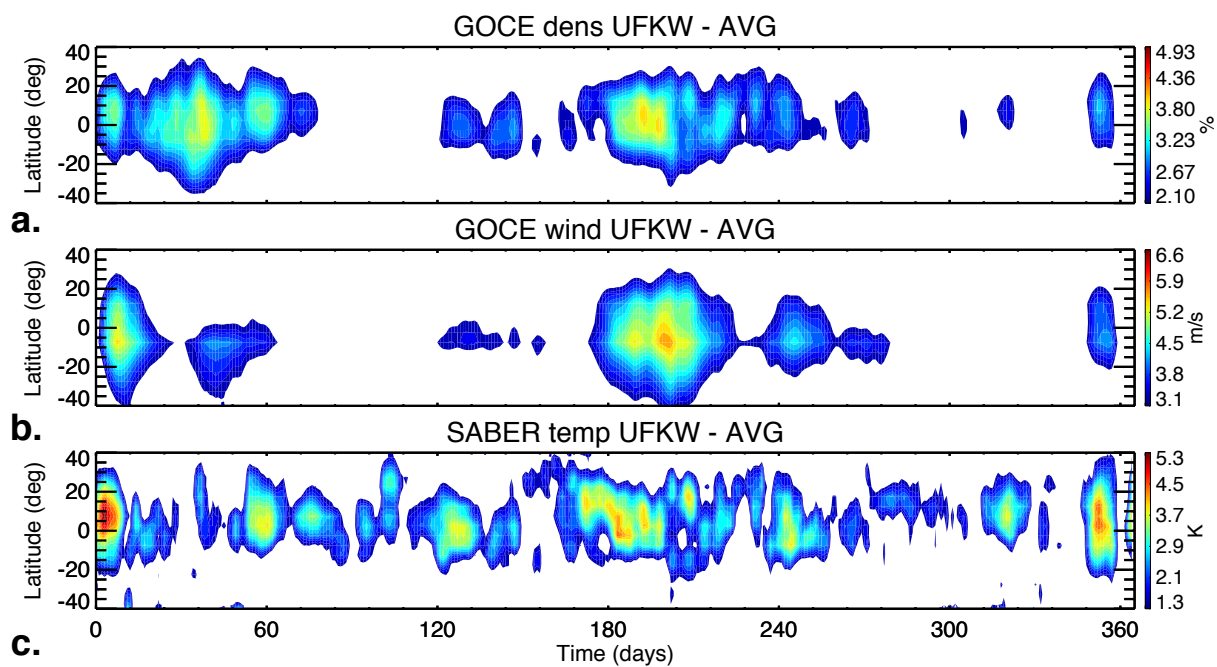 GOCE dens UFKW - AVG
40
20
0
-20
-40
Latitude (deg)
4.93
4.36
3.80
3.23
2.67
2.10
%
a.
GOCE wind UFKW - AVG
40
20
0
-20
-40
Latitude (deg)
6.6
5.9
5.2
4.5
3.8
3.1
m/s
b.
SABER temp UFKW - AVG
40
20
0
-20
-40
Latitude (deg)
5.3
4.5
3.7
2.9
2.1
1.3
K
c.
0 60 120 180 240 300 360
Time (days)